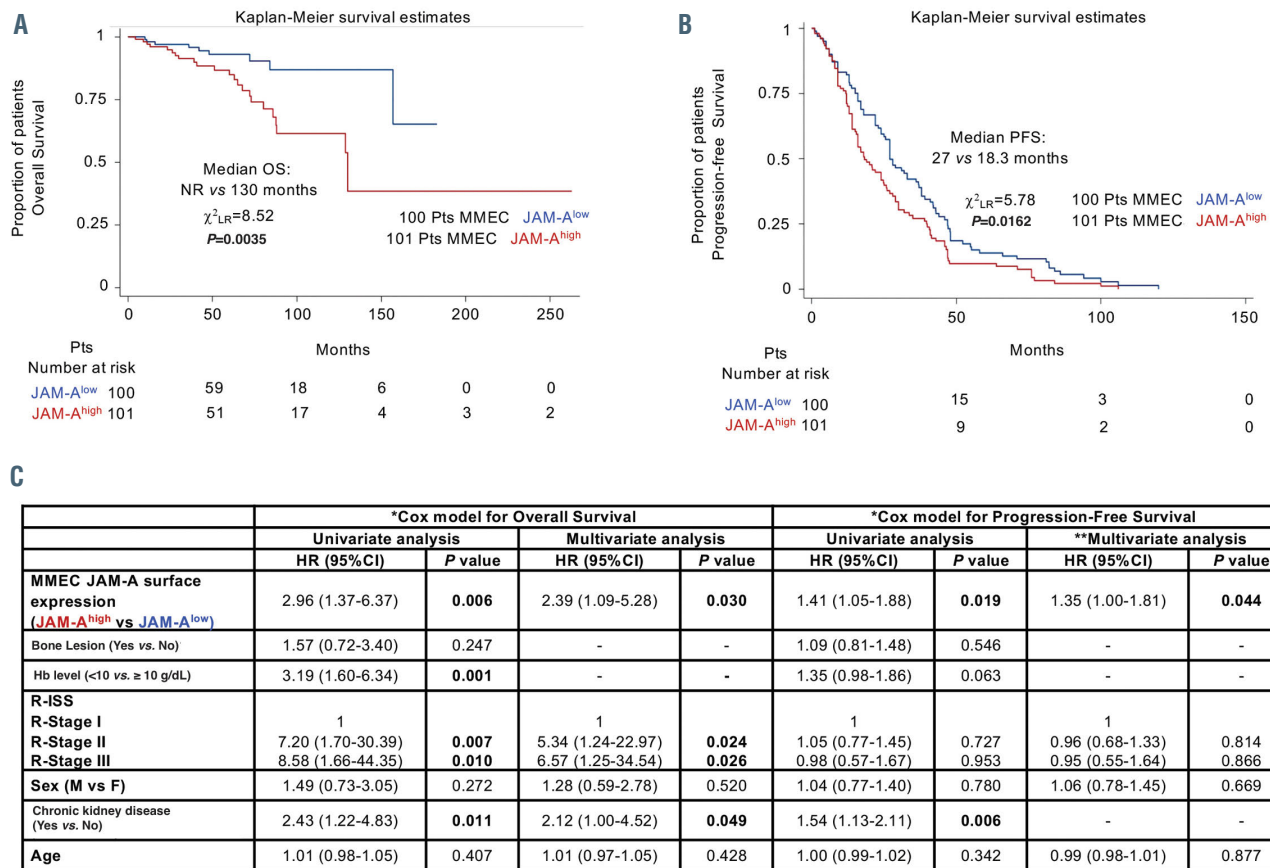 A
Kaplan-Meier survival estimates
Proportion of patients
Overall Survival
1
0.75
0.5
0.25
0
Median OS:
NR vs 130 months
χ²LR=8.52
P=0.0035
100 Pts MMEC JAM-Alow
101 Pts MMEC JAM-Ahigh
0 50 100 150 200 250
Months
Pts
Number at risk
JAM-Alow 100 59 18 6 0 0
JAM-Ahigh 101 51 17 4 3 2
B
Kaplan-Meier survival estimates
Proportion of patients
Progression-free Survival
1
0.75
0.5
0.25
0
Median PFS:
27 vs 18.3 months
χ²LR=5.78
P=0.0162
100 Pts MMEC JAM-Alow
101 Pts MMEC JAM-Ahigh
0 50 100 150
Months
Pts
Number at risk
JAM-Alow 100 15 3 0
JAM-Ahigh 101 9 2 0
C
*Cox model for Overall Survival *Cox model for Progression-Free Survival
Univariate analysis Multivariate analysis Univariate analysis **Multivariate analysis
HR (95%CI) P value HR (95%CI) P value HR (95%CI) P value HR (95%CI) P value
MMEC JAM-A surface
expression
(JAM-Ahigh vs JAM-Alow) 2.96 (1.37-6.37) 0.006 2.39 (1.09-5.28) 0.030 1.41 (1.05-1.88) 0.019 1.35 (1.00-1.81) 0.044
Bone Lesion (Yes vs. No) 1.57 (0.72-3.40) 0.247 - - 1.09 (0.81-1.48) 0.546 - -
Hb level (<10 vs. ≥ 10 g/dL) 3.19 (1.60-6.34) 0.001 - - 1.35 (0.98-1.86) 0.063 - -
R-ISS
R-Stage I 1 1 1 1
R-Stage II 7.20 (1.70-30.39) 0.007 5.34 (1.24-22.97) 0.024 1.05 (0.77-1.45) 0.727 0.96 (0.68-1.33) 0.814
R-Stage III 8.58 (1.66-44.35) 0.010 6.57 (1.25-34.54) 0.026 0.98 (0.57-1.67) 0.953 0.95 (0.55-1.64) 0.866
Sex (M vs F) 1.49 (0.73-3.05) 0.272 1.28 (0.59-2.78) 0.520 1.04 (0.77-1.40) 0.780 1.06 (0.78-1.45) 0.669
Chronic kidney disease
(Yes vs. No) 2.43 (1.22-4.83) 0.011 2.12 (1.00-4.52) 0.049 1.54 (1.13-2.11) 0.006 - -
Age 1.01 (0.98-1.05) 0.407 1.01 (0.97-1.05) 0.428 1.00 (0.99-1.02) 0.342 0.99 (0.98-1.01) 0.877